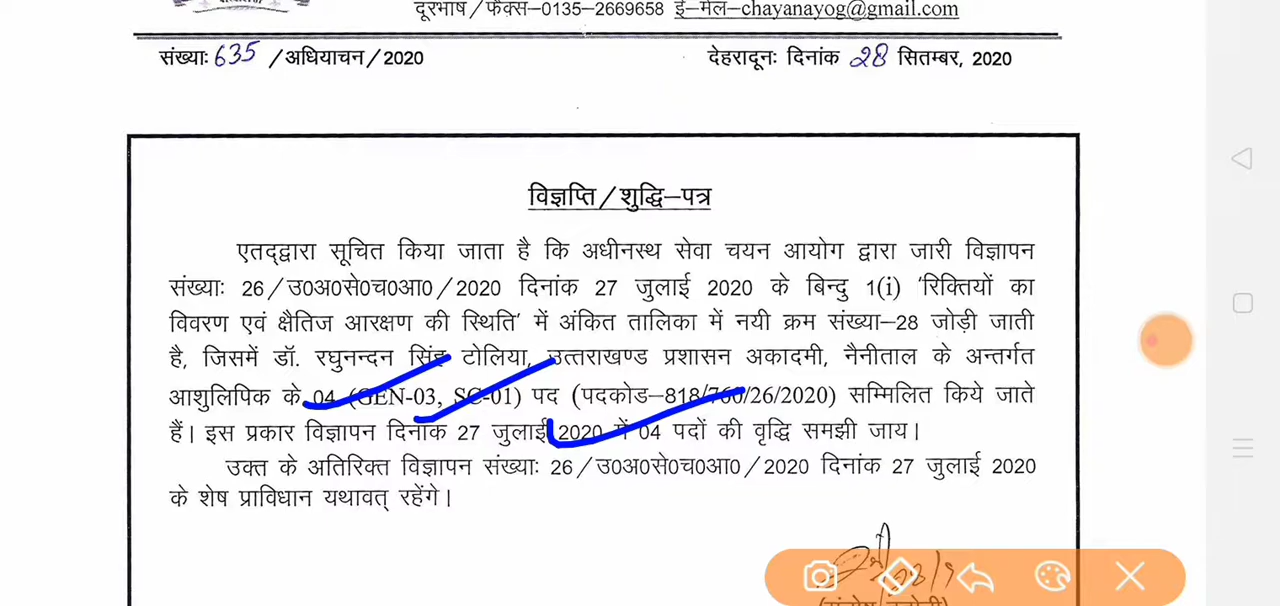 दूरभाष/फैक्स–0135–2669658 ई–मेल–chayanayog@gmail.com
संख्याः 635 /अधियाचन/2020 देहरादूनः दिनांक 28 सितम्बर, 2020
विज्ञप्ति/शुद्धि–पत्र
एतद्द्वारा सूचित किया जाता है कि अधीनस्थ सेवा चयन आयोग द्वारा जारी विज्ञापन
संख्याः 26/उ0अ0से0च0आ0/2020 दिनांक 27 जुलाई 2020 के बिन्दु 1(i) 'रिक्तियों का
विवरण एवं क्षैतिज आरक्षण की स्थिति' में अंकित तालिका में नयी क्रम संख्या–28 जोड़ी जाती
है, जिसमें डॉ. रघुनन्दन सिंह टोलिया, उत्तराखण्ड प्रशासन अकादमी, नैनीताल के अन्तर्गत
आशुलिपिक के 04 (GEN-03, SC-01) पद (पदकोड–818/760/26/2020) सम्मिलित किये जाते
हैं। इस प्रकार विज्ञापन दिनांक 27 जुलाई 2020 में 04 पदों की वृद्धि समझी जाय।
उक्त के अतिरिक्त विज्ञापन संख्याः 26/उ0अ0से0च0आ0/2020 दिनांक 27 जुलाई 2020
के शेष प्राविधान यथावत् रहेंगे।